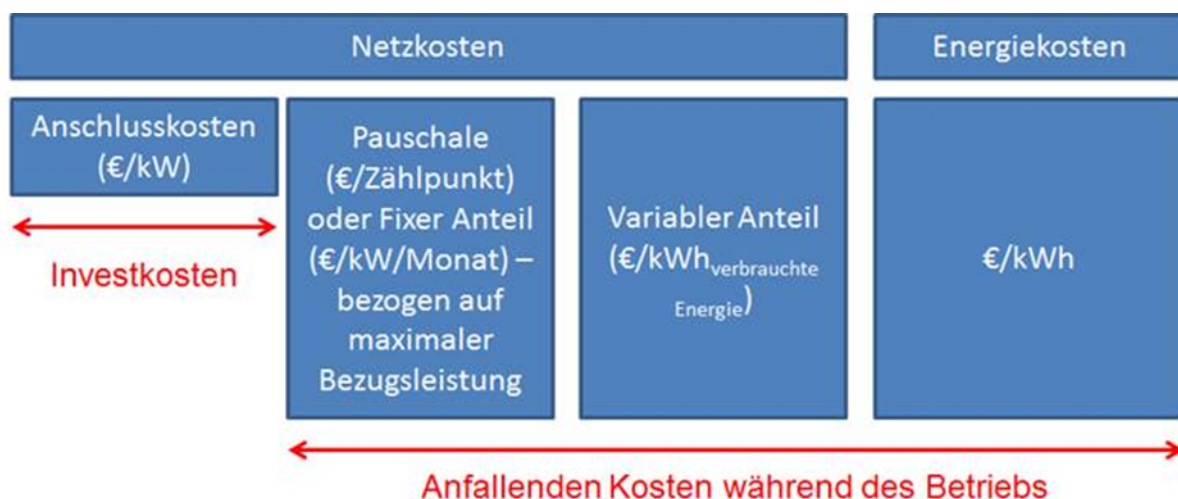 Netzkosten
Energiekosten
Anschlusskosten
(€/kW)
Pauschale
(€/Zählpunkt)
oder Fixer Anteil
(€/kW/Monat) –
bezogen auf
maximaler
Bezugsleistung
Variabler Anteil
(€/kWhverbrauchte
Energie)
€/kWh
Investkosten
Anfallenden Kosten während des Betriebs